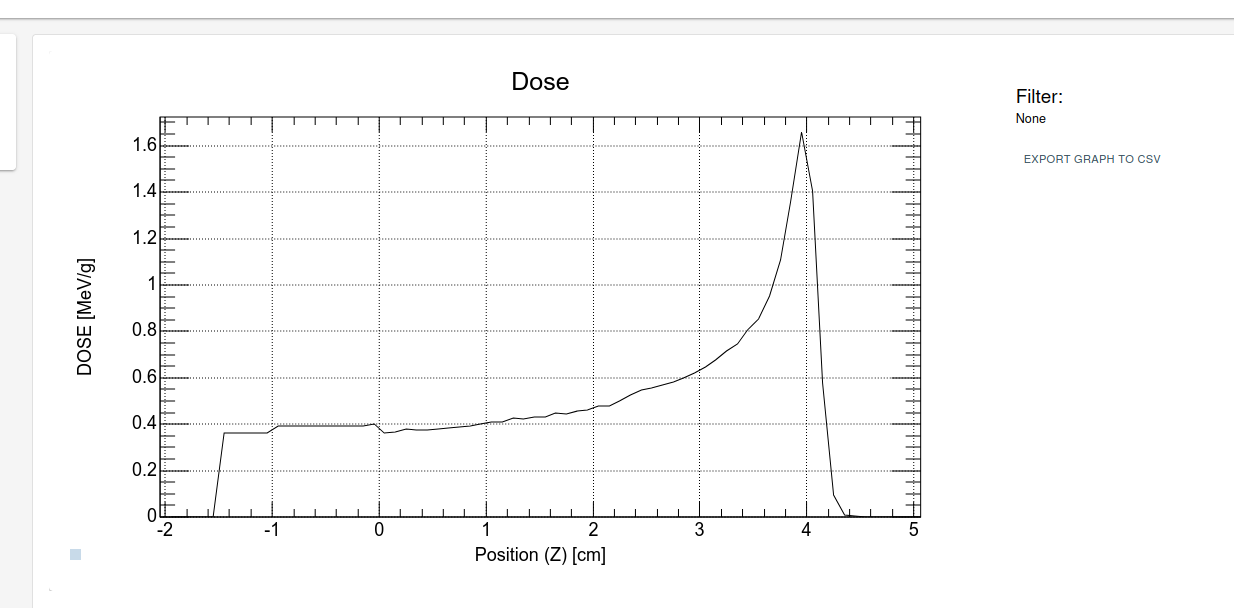 Dose
Filter:
None
EXPORT GRAPH TO CSV
DOSE [MeV/g]
1.6
1.4
1.2
1
0.8
0.6
0.4
0.2
0
-2 -1 0 1 2 3 4 5
Position (Z) [cm]